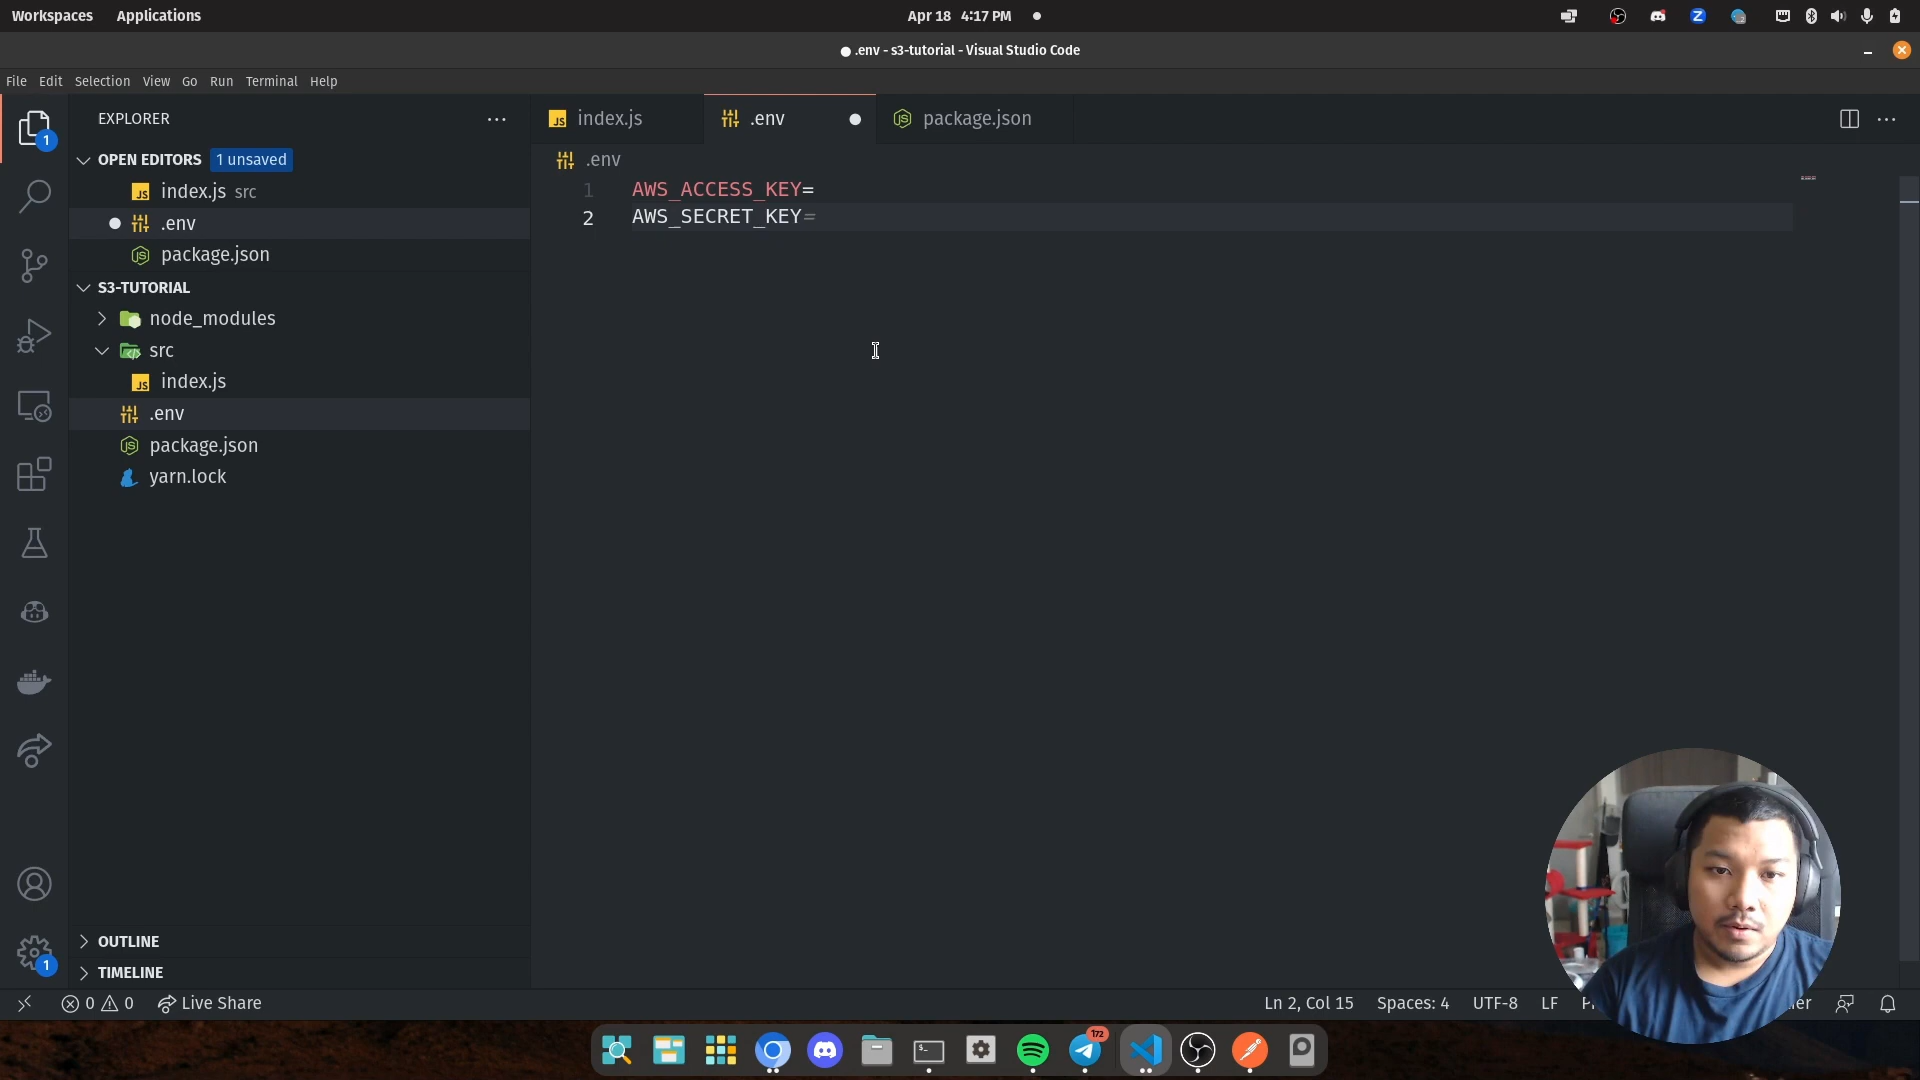 Workspaces Applications Apr 18 4:17 PM
.env - s3-tutorial - Visual Studio Code
File Edit Selection View Go Run Terminal Help
EXPLORER
1
OPEN EDITORS 1 unsaved
index.js src
.env
package.json
S3-TUTORIAL
node_modules
src
index.js
.env
package.json
yarn.lock
OUTLINE
TIMELINE
1
index.js .env package.json
.env
1 AWS_ACCESS_KEY=
2 AWS_SECRET_KEY=
0 0 Live Share Ln 2, Col 15 Spaces: 4 UTF-8 LF
172